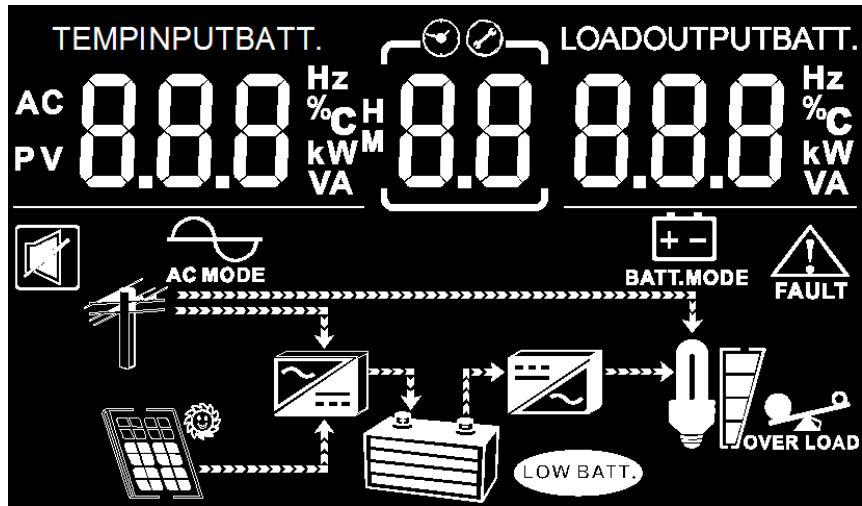 TEMPINPUTBATT.
LOADOUTPUTBATT.
AC
PV
8.8.8
Hz
%C
kW
VA
H
M
8.8
8.8.8
Hz
%C
kW
VA
AC MODE
BATT.MODE
FAULT
OVER LOAD
LOW BATT.